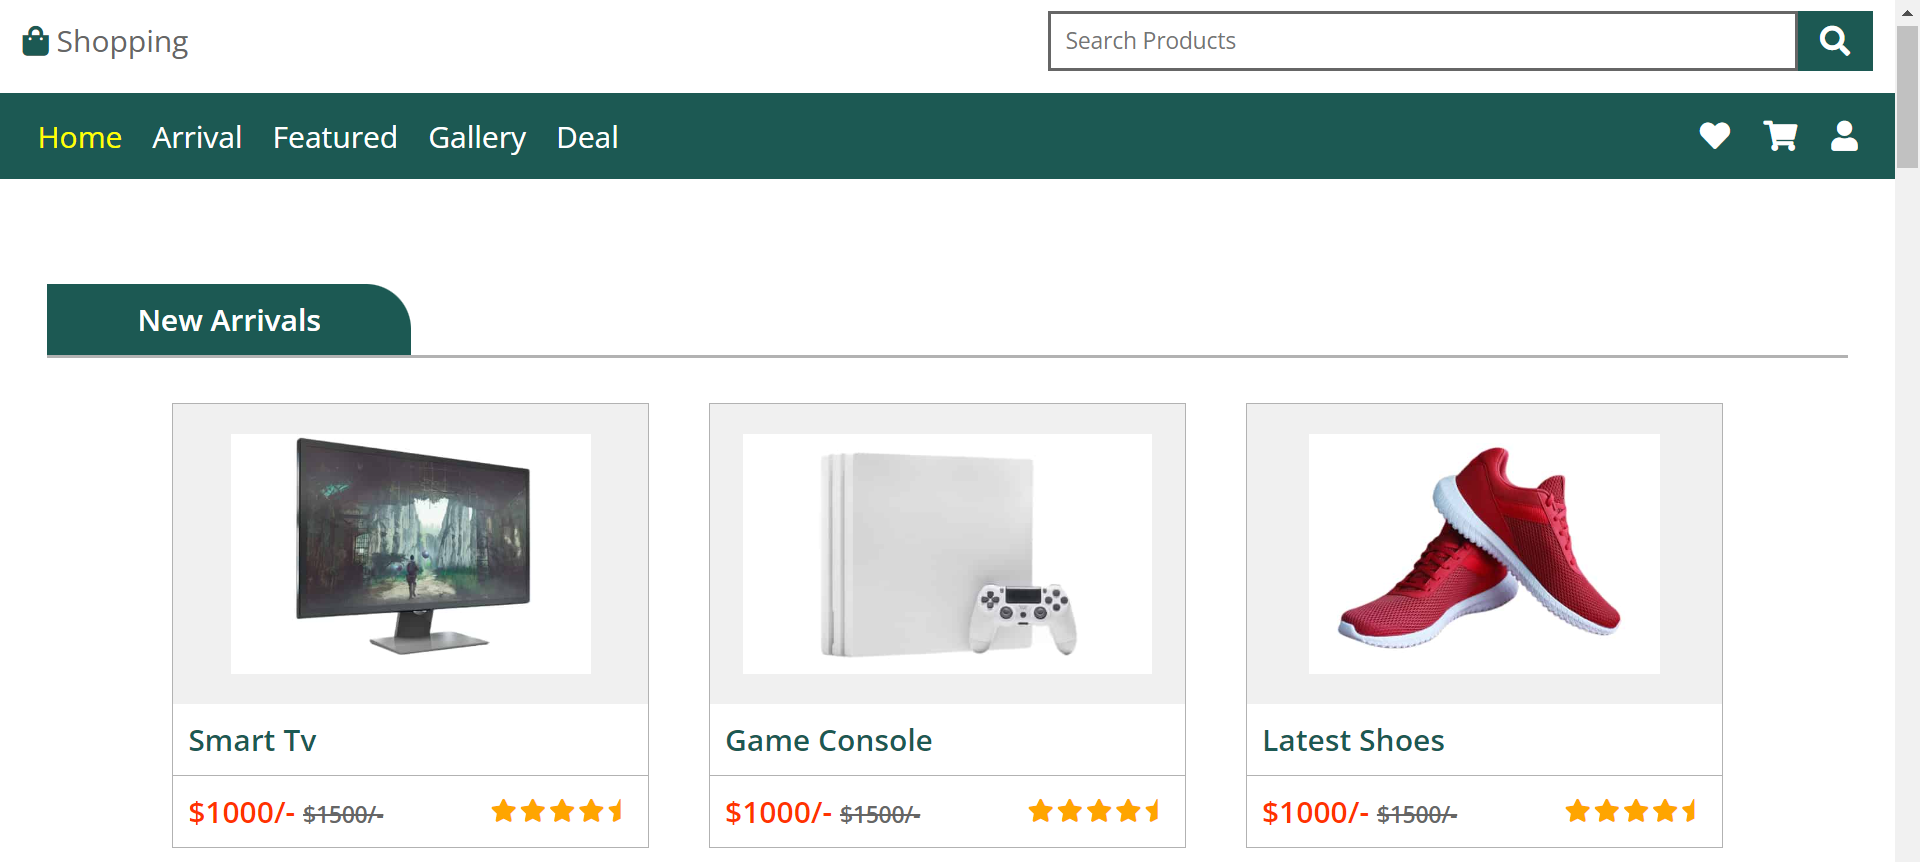 Shopping
Search Products
Home Arrival Featured Gallery Deal
New Arrivals
Smart Tv
Game Console
Latest Shoes
$1000/- $1500/-
$1000/- $1500/-
$1000/- $1500/-